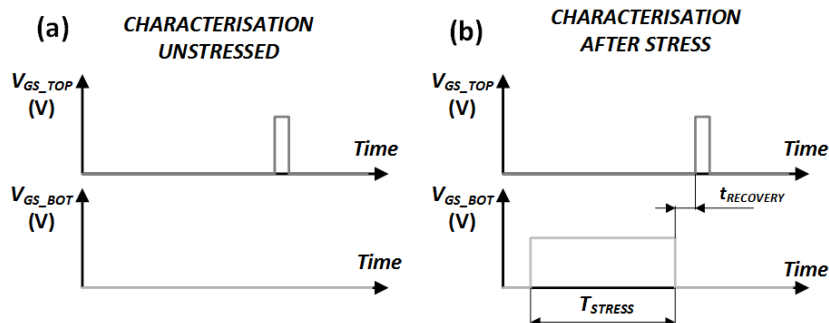 (a)
CHARACTERISATION
UNSTRESSED
V_GS_TOP
(V)
Time
V_GS_BOT
(V)
Time
(b)
CHARACTERISATION
AFTER STRESS
V_GS_TOP
(V)
Time
t_RECOVERY
V_GS_BOT
(V)
Time
T_STRESS